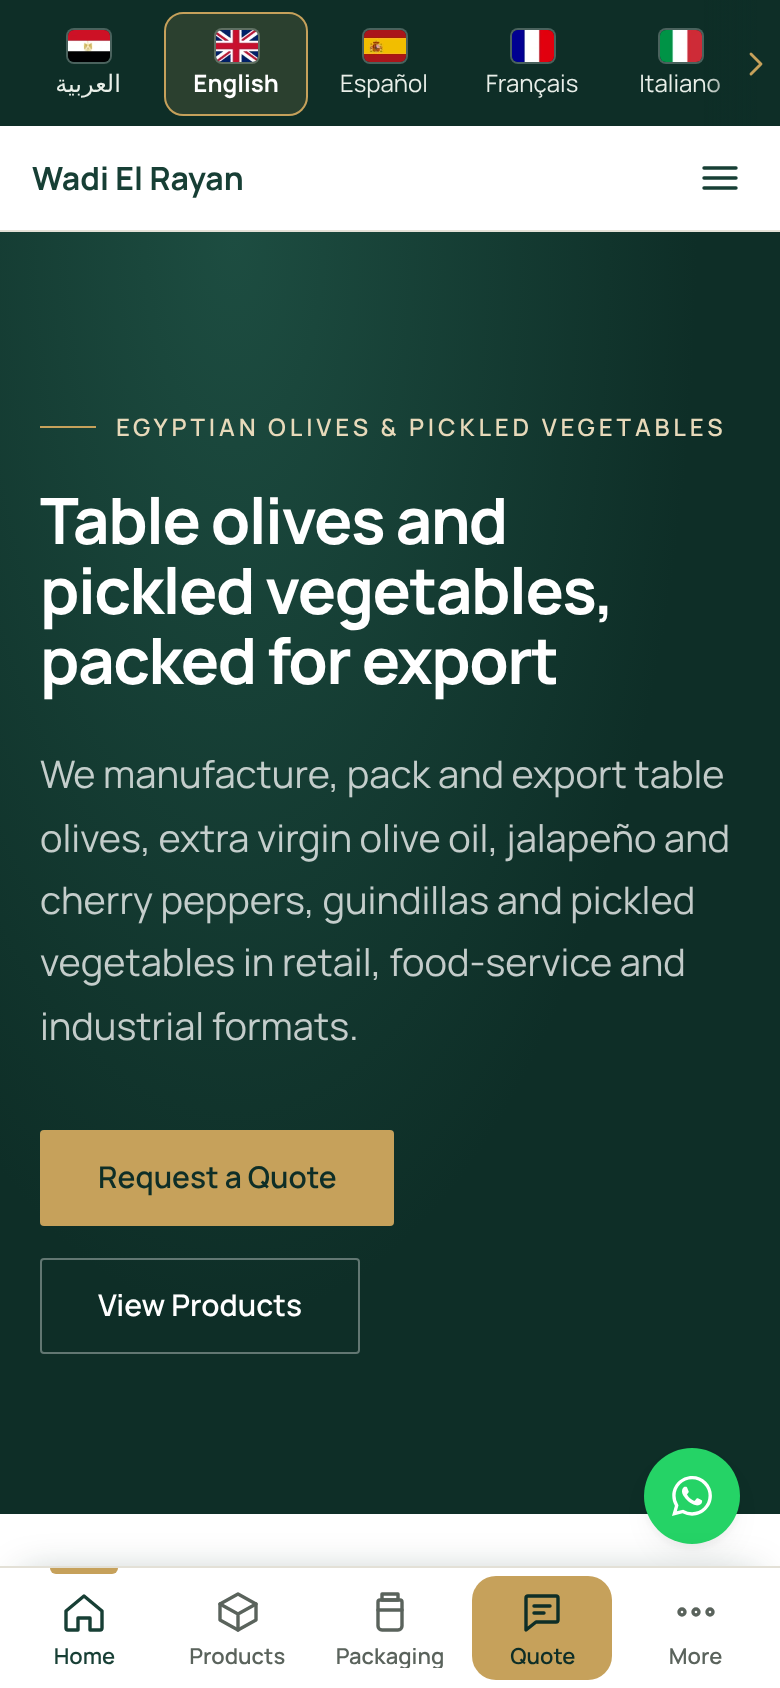 العربية
English
Español
Français
Italiano
Wadi El Rayan
EGYPTIAN OLIVES & PICKLED VEGETABLES
Table olives and
pickled vegetables,
packed for export
We manufacture, pack and export table
olives, extra virgin olive oil, jalapeño and
cherry peppers, guindillas and pickled
vegetables in retail, food-service and
industrial formats.
Request a Quote
View Products
Home
Products
Packaging
Quote
More